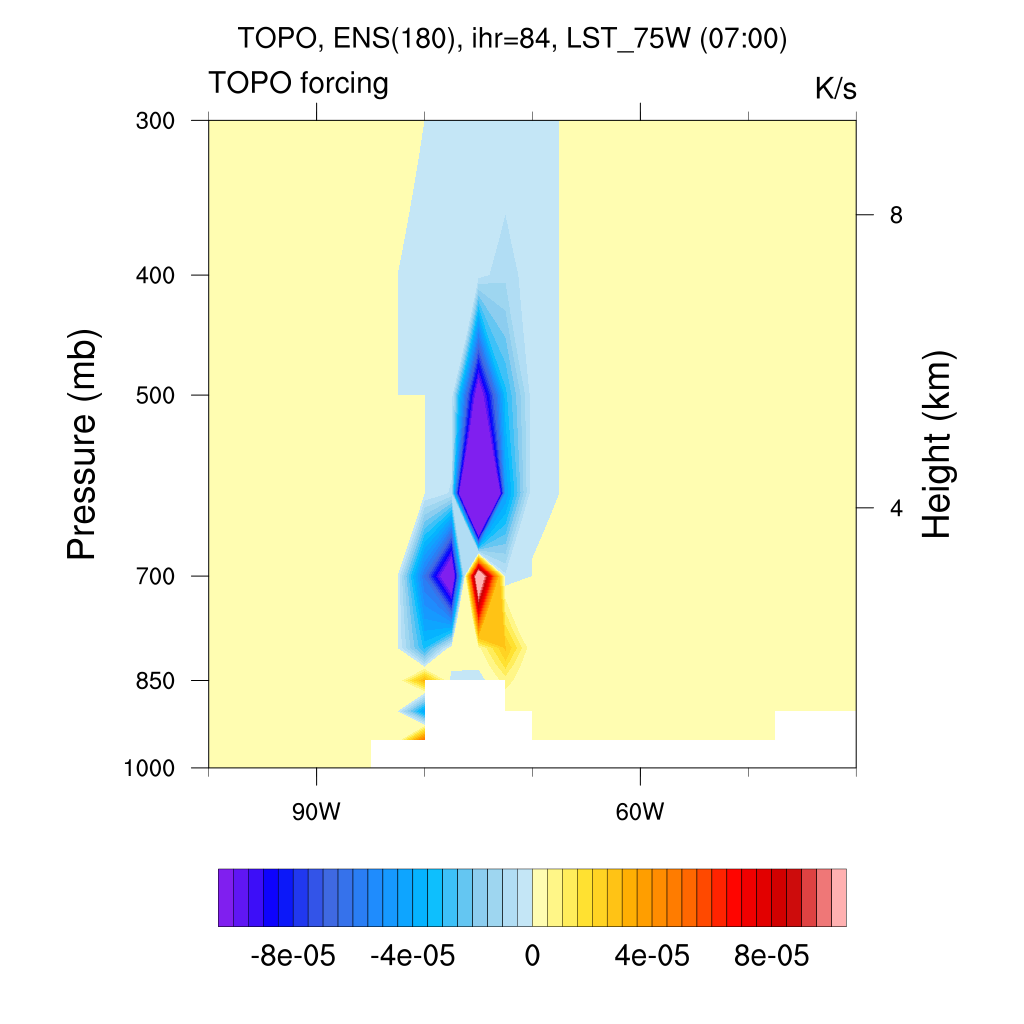 TOPO, ENS(180), ihr=84, LST_75W (07:00)
TOPO forcing
K/s
300
400
500
700
850
1000
Pressure (mb)
8
4
Height (km)
90W
60W
-8e-05
-4e-05
0
4e-05
8e-05